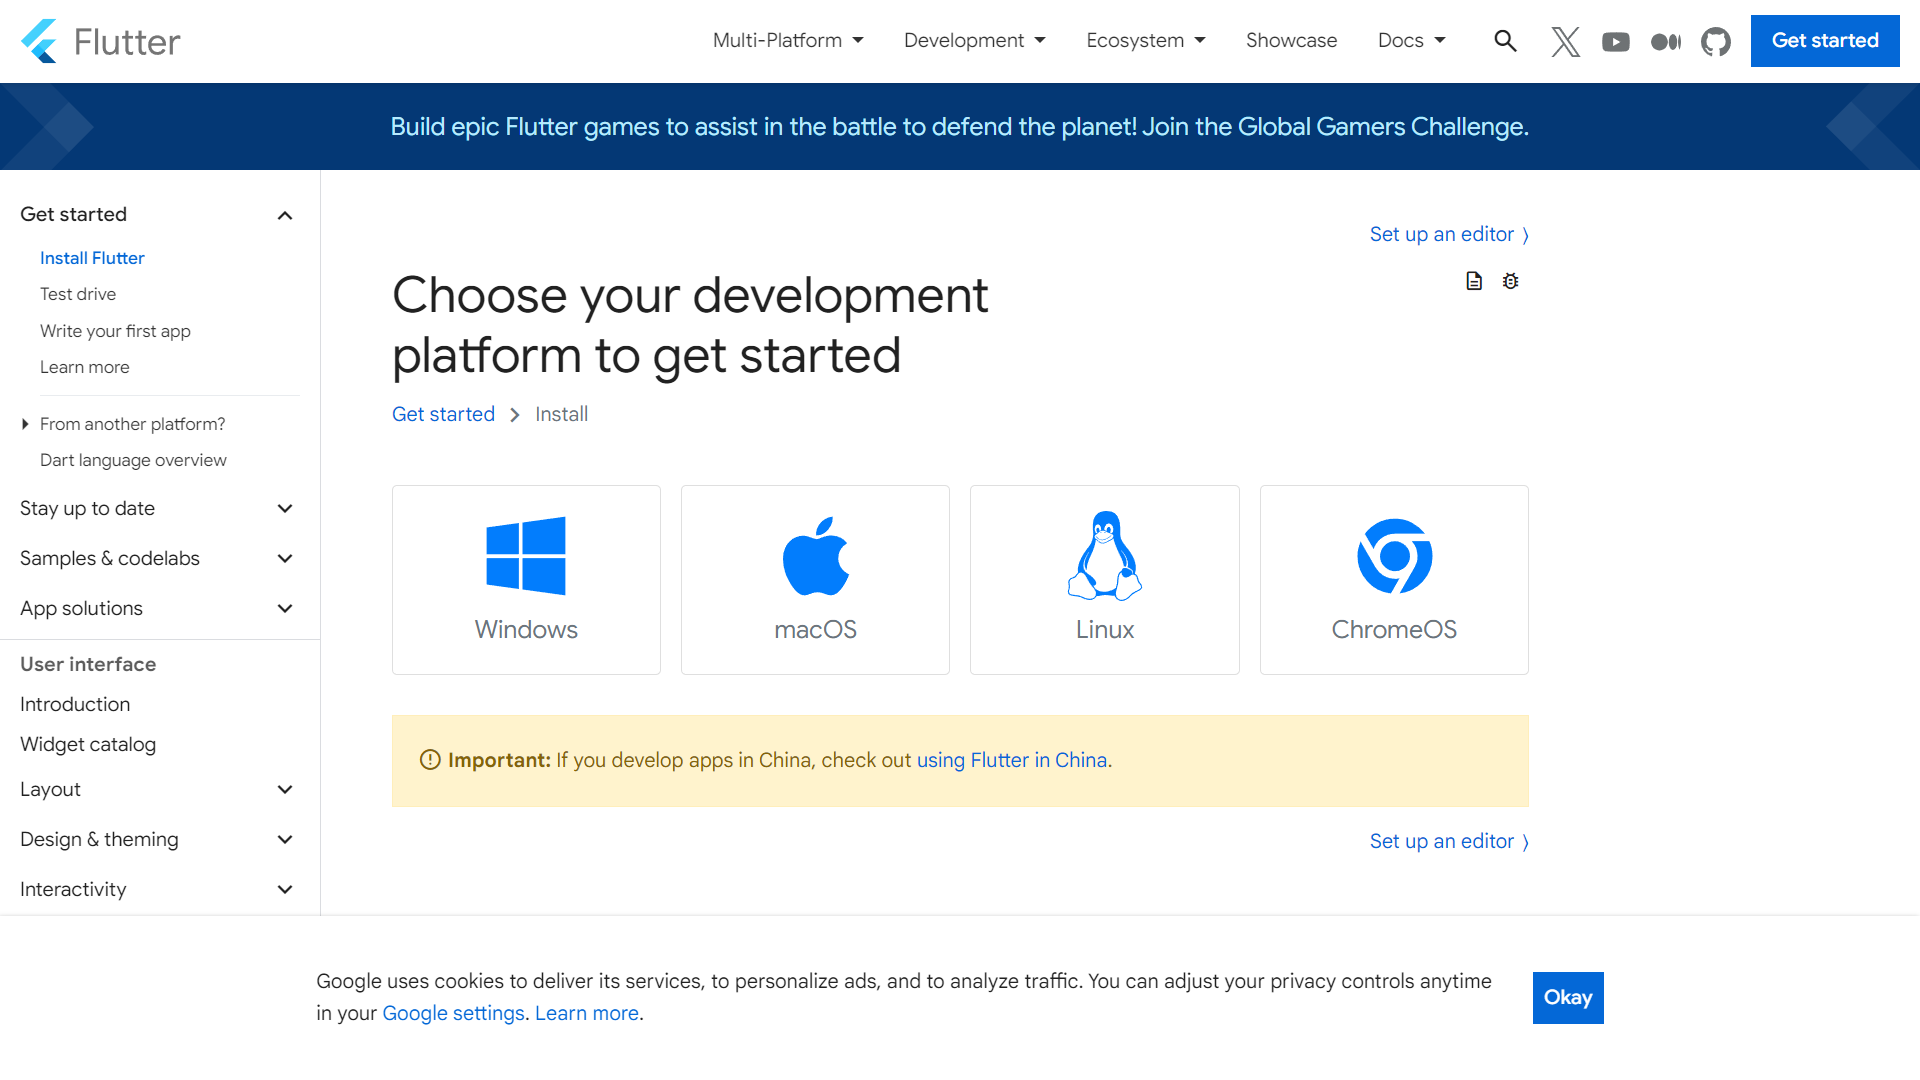 Flutter
Multi-Platform
Development
Ecosystem
Showcase
Docs
Get started
Build epic Flutter games to assist in the battle to defend the planet! Join the Global Gamers Challenge.
Get started
Install Flutter
Test drive
Write your first app
Learn more
From another platform?
Dart language overview
Stay up to date
Samples & codelabs
App solutions
User interface
Introduction
Widget catalog
Layout
Design & theming
Interactivity
Set up an editor
Choose your development
platform to get started
Get started
Install
Windows
macOS
Linux
ChromeOS
Important: If you develop apps in China, check out using Flutter in China.
Set up an editor
Google uses cookies to deliver its services, to personalize ads, and to analyze traffic. You can adjust your privacy controls anytime
in your Google settings. Learn more.
Okay